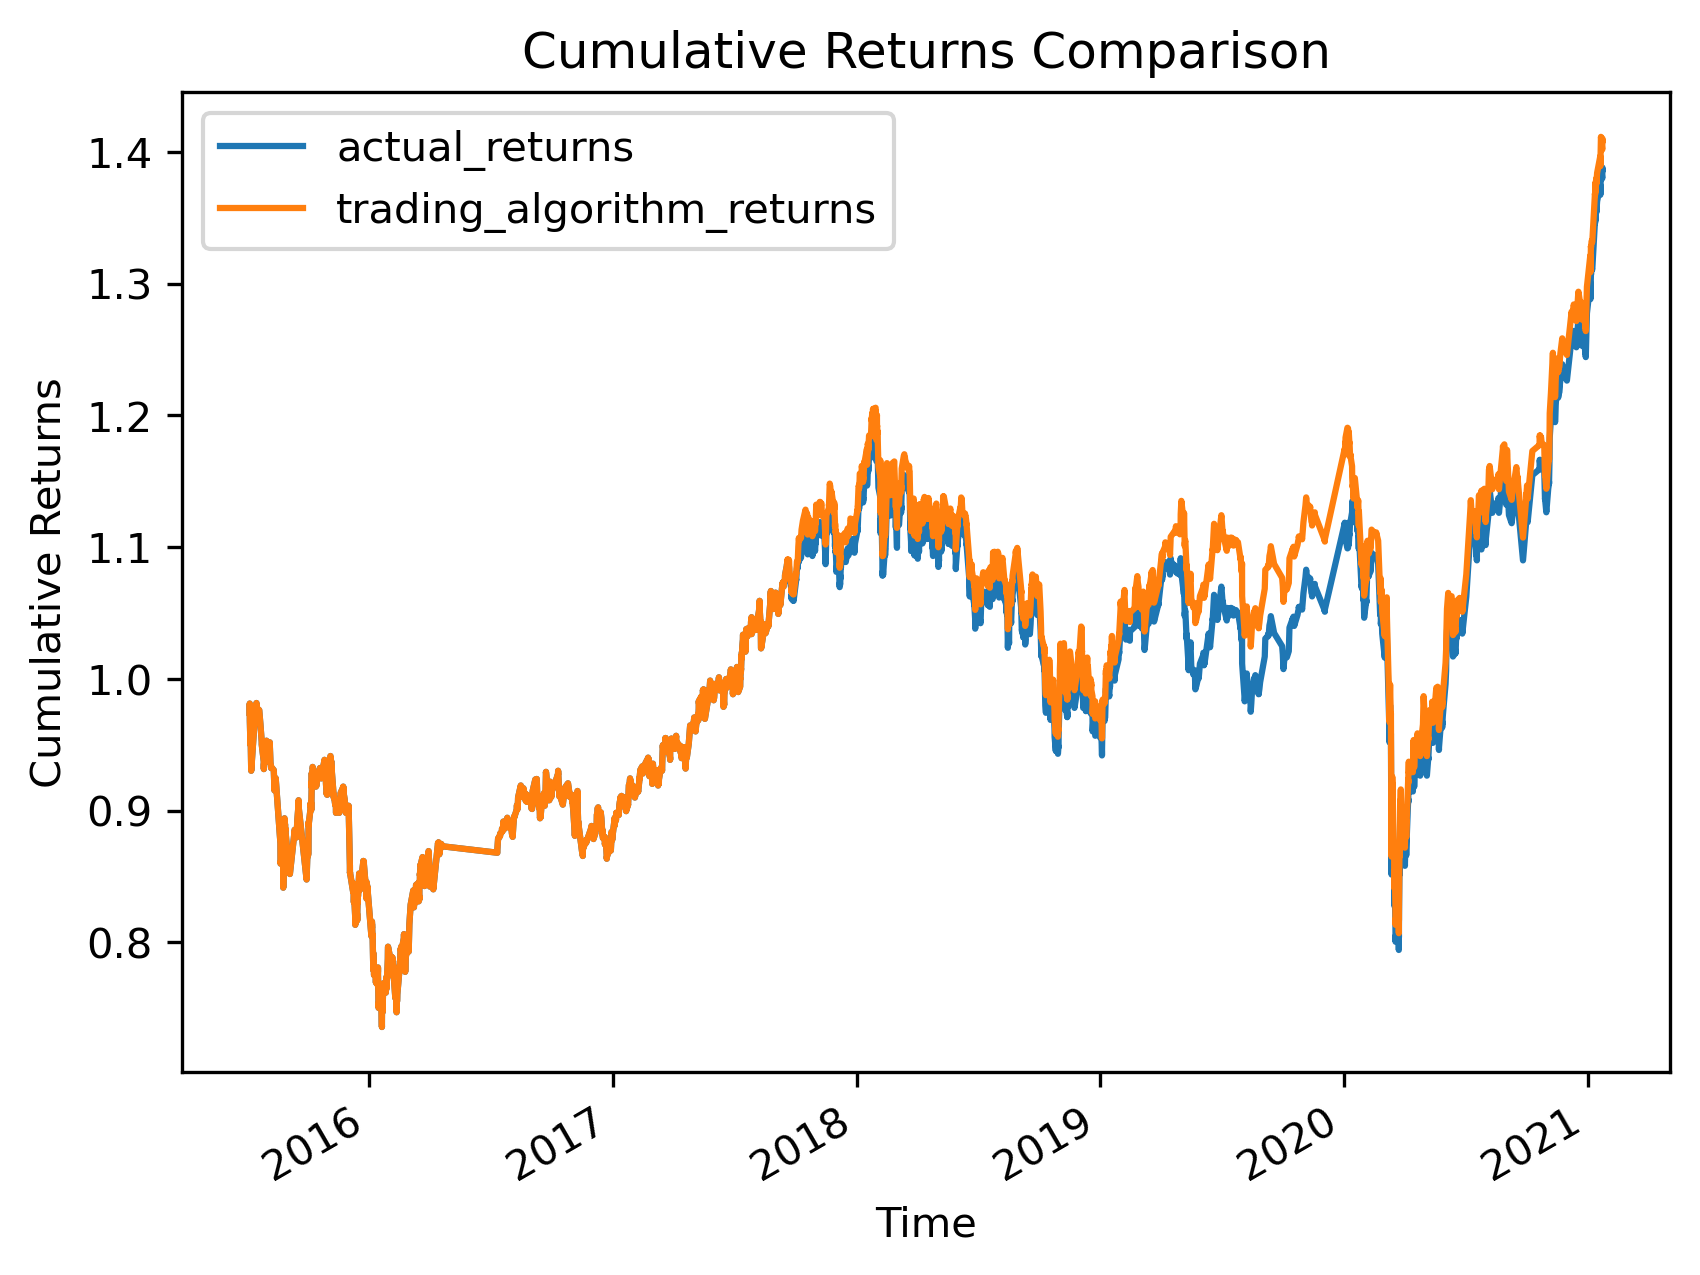 Cumulative Returns Comparison
actual_returns
trading_algorithm_returns
Cumulative Returns
1.4
1.3
1.2
1.1
1.0
0.9
0.8
2016
2017
2018
2019
2020
2021
Time